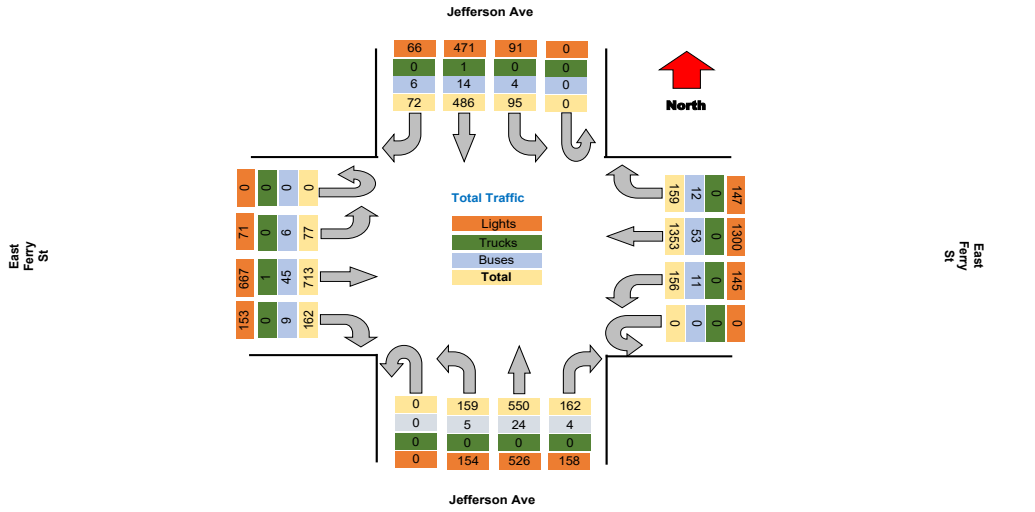 Jefferson Ave
66 471 91 0
0 1 0 0
6 14 4 0
72 486 95 0
North
0 0 0 0
71 0 6 77
667 1 45 713
153 0 9 162
East
Ferry
St
Total Traffic
Lights
Trucks
Buses
Total
159 12 0 147
1353 53 0 1300
156 11 0 145
0 0 0 0
East
Ferry
St
0 159 550 162
0 5 24 4
0 0 0 0
0 154 526 158
Jefferson Ave